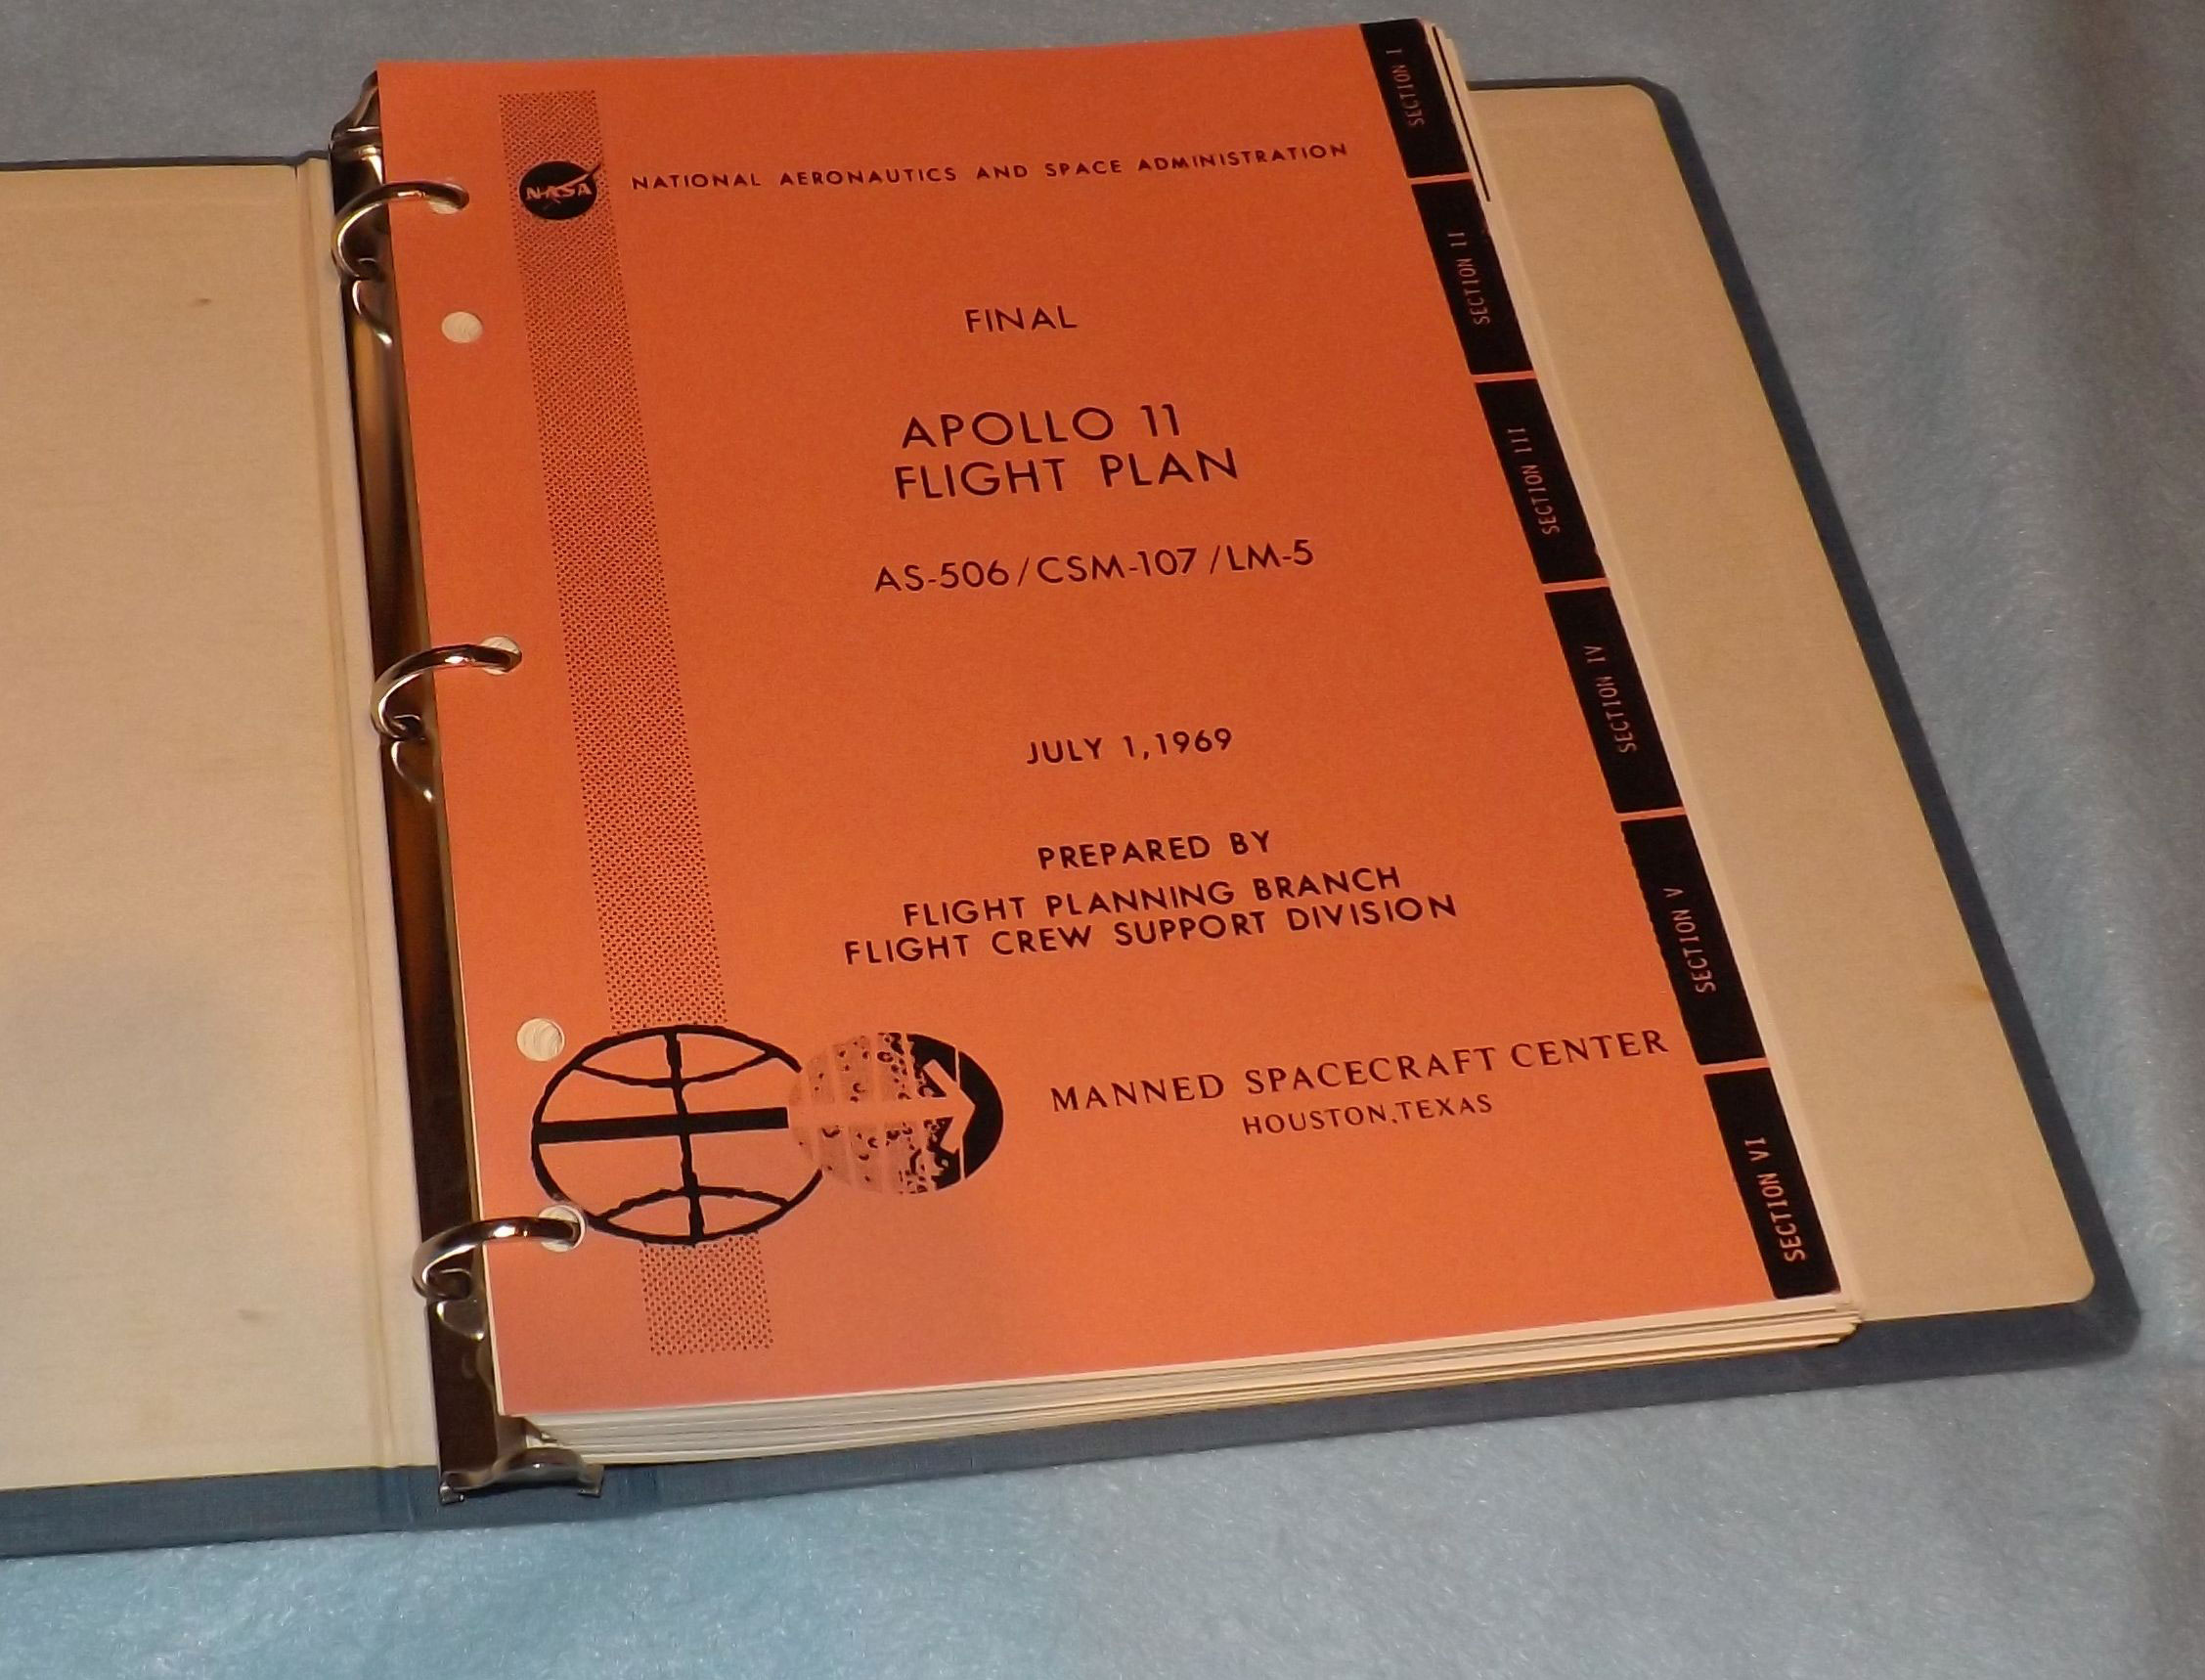 NASA
NATIONAL AERONAUTICS AND SPACE ADMINISTRATION
FINAL
APOLLO 11
FLIGHT PLAN
AS-506/CSM-107/LM-5
JULY 1, 1969
PREPARED BY
FLIGHT PLANNING BRANCH
FLIGHT CREW SUPPORT DIVISION
MANNED SPACECRAFT CENTER
HOUSTON, TEXAS
SECTION I
SECTION II
SECTION III
SECTION IV
SECTION V
SECTION VI